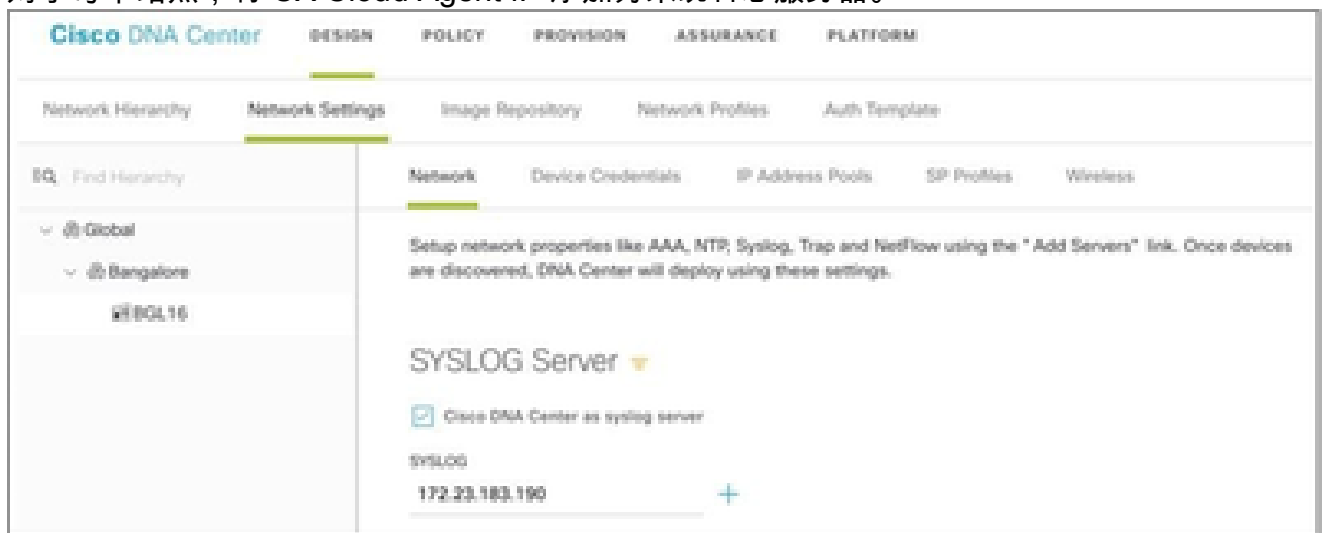 Cisco DNA Center DESIGN POLICY PROVISION ASSURANCE PLATFORM
Network Hierarchy Network Settings Image Repository Network Profiles Auth Template
Find Hierarchy
Network Device Credentials IP Address Pools SP Profiles Wireless
Global
Bangalore
BGL16
Setup network properties like AAA, NTP, Syslog, Trap and NetFlow using the "Add Servers" link. Once devices
are discovered, DNA Center will deploy using these settings.
SYSLOG Server
Cisco DNA Center as syslog server
SYSLOG
172.23.183.190